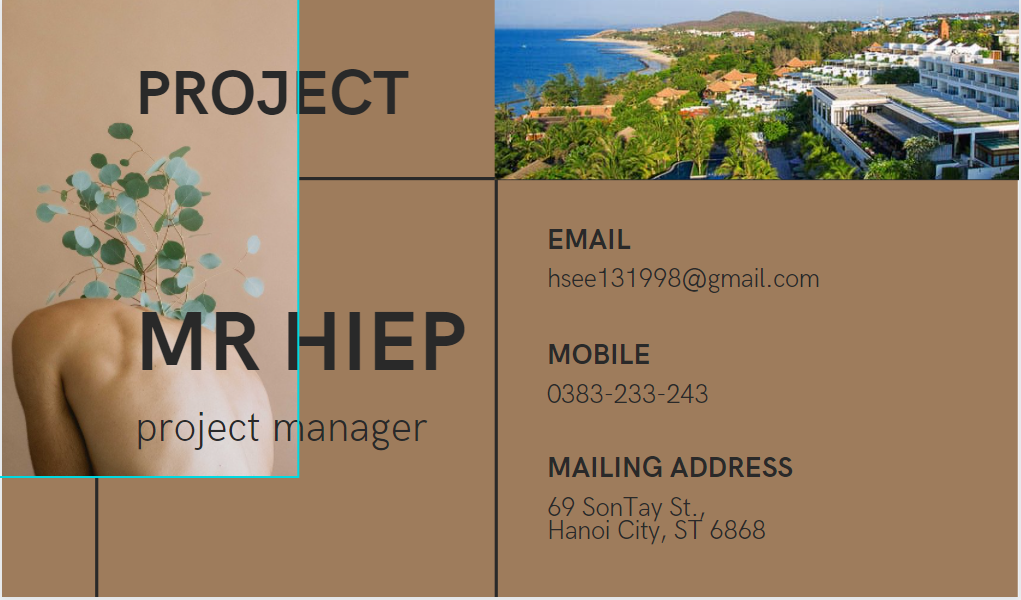 PROJECT
MR HIEP
project manager
EMAIL
hsee131998@gmail.com
MOBILE
0383-233-243
MAILING ADDRESS
69 SonTay St.,
Hanoi City, ST 6868